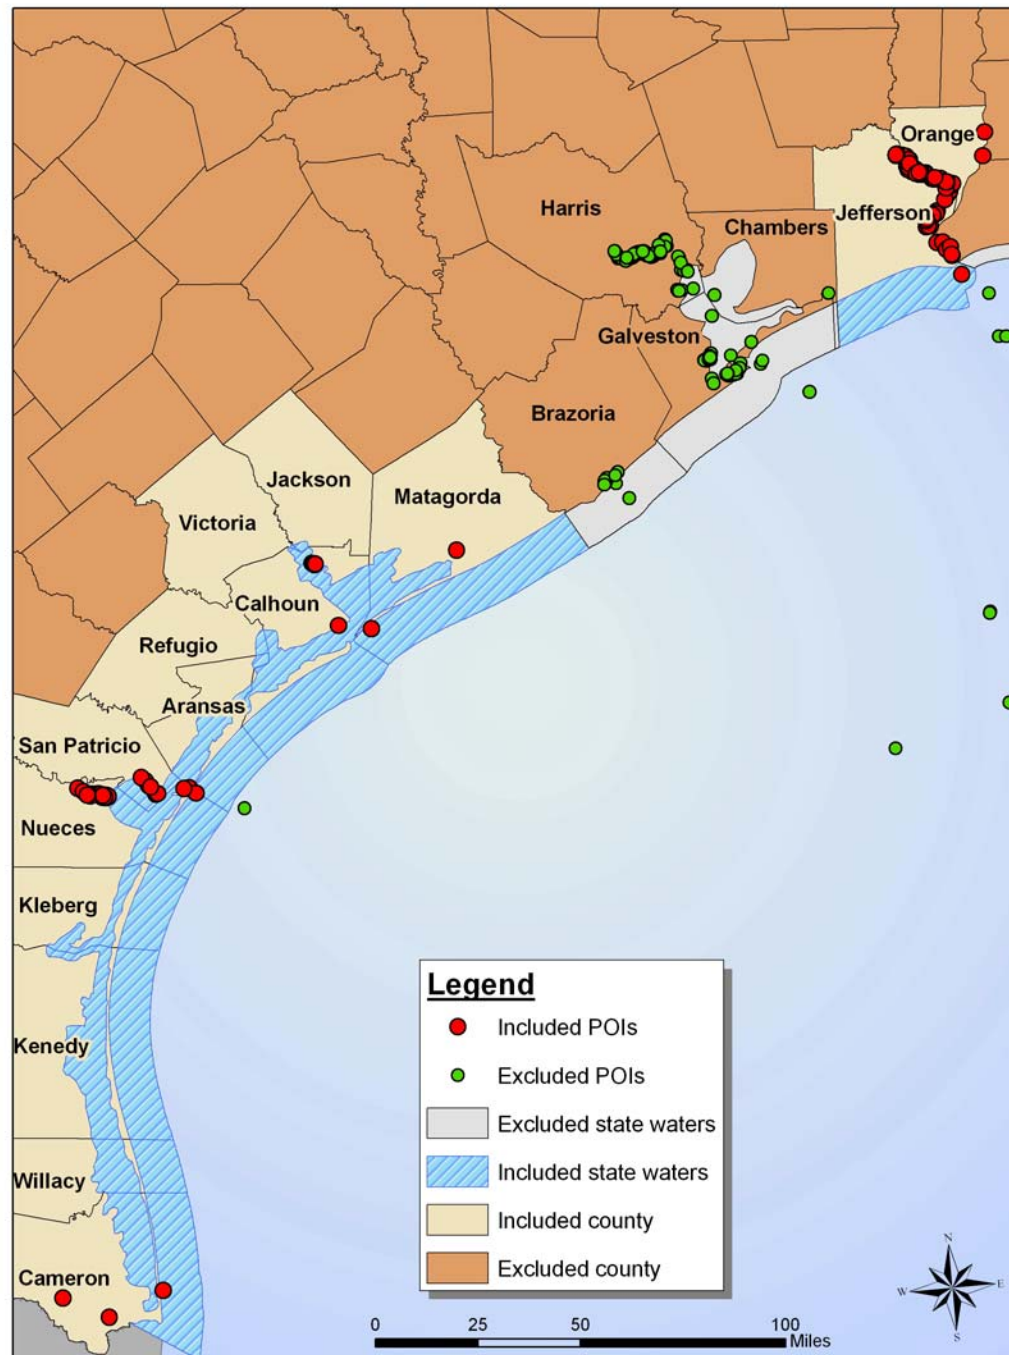 Orange
Harris
Jefferson
Chambers
Galveston
Brazoria
Jackson
Matagorda
Victoria
Calhoun
Refugio
Aransas
San Patricio
Nueces
Kleberg
Kenedy
Willacy
Cameron
Legend
Included POIs
Excluded POIs
Excluded state waters
Included state waters
Included county
Excluded county
N
W
E
S
0 25 50 100
Miles